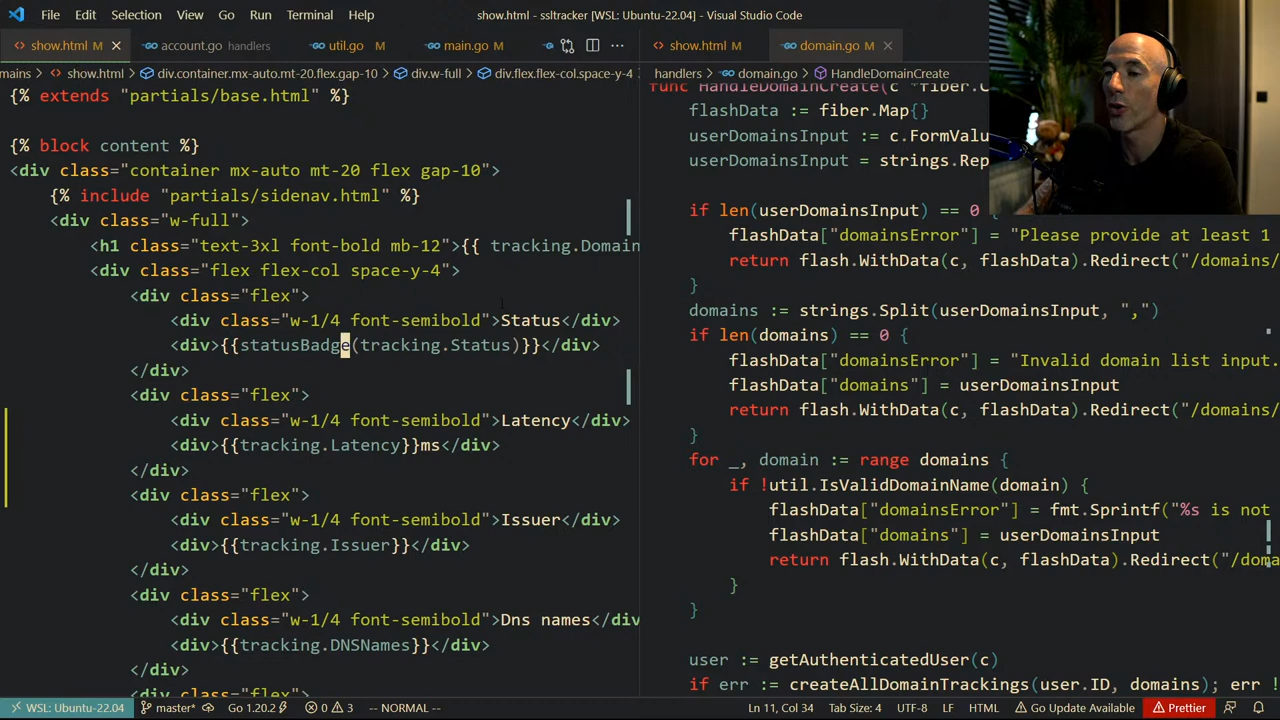 File Edit Selection View Go Run Terminal Help
show.html - ssltracker [WSL: Ubuntu-22.04] - Visual Studio Code
show.html M account.go handlers util.go M main.go M
show.html M domain.go M
mains > show.html > div.container.mx-auto.mt-20.flex.gap-10 > div.w-full > div.flex.flex-col.space-y-4
{% extends "partials/base.html" %}
{% block content %}
<div class="container mx-auto mt-20 flex gap-10">
{% include "partials/sidenav.html" %}
<div class="w-full">
<h1 class="text-3xl font-bold mb-12">{{ tracking.Domain
<div class="flex flex-col space-y-4">
<div class="flex">
<div class="w-1/4 font-semibold">Status</div>
<div>{{statusBadge(tracking.Status)}}</div>
</div>
<div class="flex">
<div class="w-1/4 font-semibold">Latency</div>
<div>{{tracking.Latency}}ms</div>
</div>
<div class="flex">
<div class="w-1/4 font-semibold">Issuer</div>
<div>{{tracking.Issuer}}</div>
</div>
<div class="flex">
<div class="w-1/4 font-semibold">Dns names</div
<div>{{tracking.DNSNames}}</div>
</div>
<div class="flex">
handlers > domain.go > HandleDomainCreate
func HandleDomainCreate(c *fiber.C
flashData := fiber.Map{}
userDomainsInput := c.FormValu
userDomainsInput = strings.Rep
if len(userDomainsInput) == 0 {
flashData["domainsError"] = "Please provide at least 1
return flash.WithData(c, flashData).Redirect("/domains/
}
domains := strings.Split(userDomainsInput, ",")
if len(domains) == 0 {
flashData["domainsError"] = "Invalid domain list input.
flashData["domains"] = userDomainsInput
return flash.WithData(c, flashData).Redirect("/domains/
}
for _, domain := range domains {
if !util.IsValidDomainName(domain) {
flashData["domainsError"] = fmt.Sprintf("%s is not
flashData["domains"] = userDomainsInput
return flash.WithData(c, flashData).Redirect("/doma
}
}
user := getAuthenticatedUser(c)
if err := createAllDomainTrackings(user.ID, domains); err !
WSL: Ubuntu-22.04 master* Go 1.20.2 0 3 -- NORMAL -- Ln 11, Col 34 Tab Size: 4 UTF-8 LF HTML Go Update Available Prettier